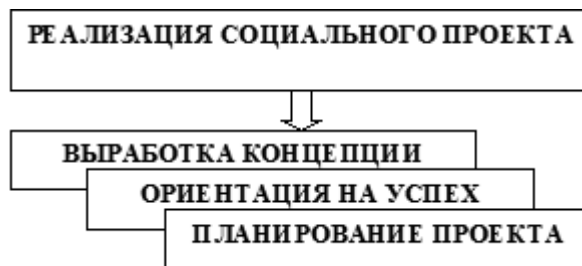 РЕАЛИЗАЦИЯ СОЦИАЛЬНОГО ПРОЕКТА
ВЫРАБОТКА КОНЦЕПЦИИ
ОРИЕНТАЦИЯ НА УСПЕХ
ПЛАНИРОВАНИЕ ПРОЕКТА